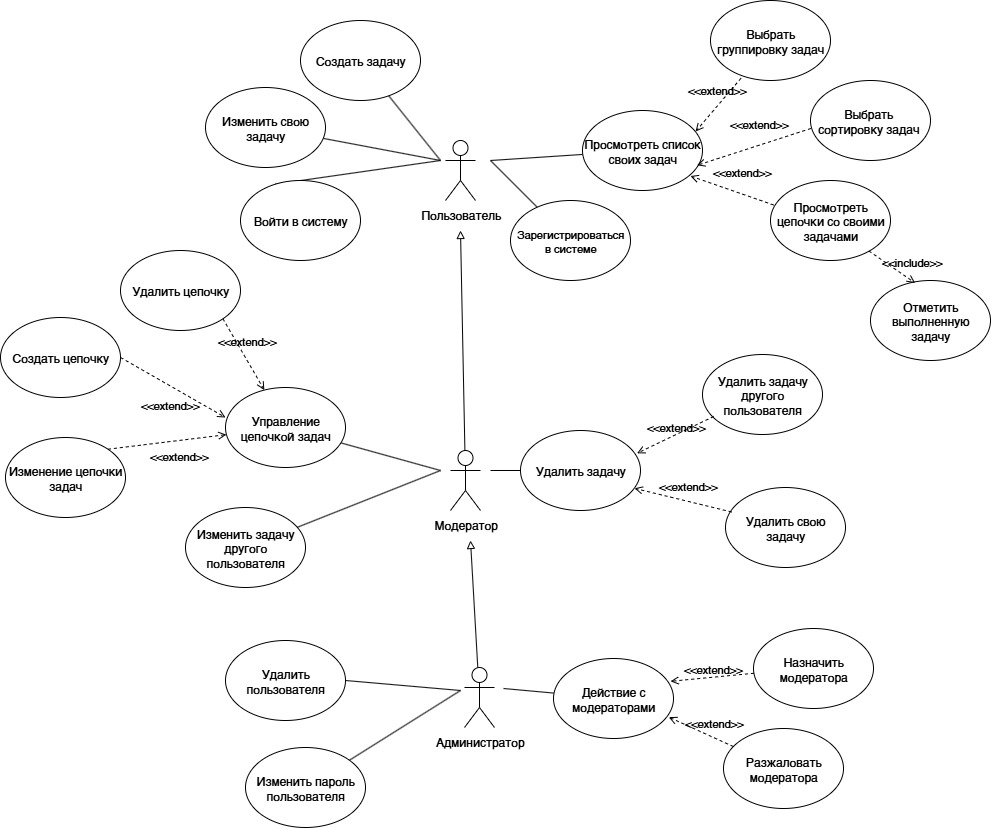 Выбрать
группировку задач
Создать задачу
<<extend>>
Выбрать
сортировку задач
Изменить свою
задачу
<<extend>>
Просмотреть список
своих задач
<<extend>>
Войти в систему
Пользователь
Просмотреть
цепочки со своими
задачами
Зарегистрироваться
в системе
<<include>>
Удалить цепочку
Отметить
выполненную
задачу
<<extend>>
Создать цепочку
Удалить задачу
другого
пользователя
<<extend>>
Управление
цепочкой задач
<<extend>>
<<extend>>
Изменение цепочки
задач
Удалить задачу
<<extend>>
Модератор
Удалить свою
задачу
Изменить задачу
другого
пользователя
Удалить
пользователя
Действие с
модераторами
<<extend>>
Назначить
модератора
<<extend>>
Администратор
Разжаловать
модератора
Изменить пароль
пользователя